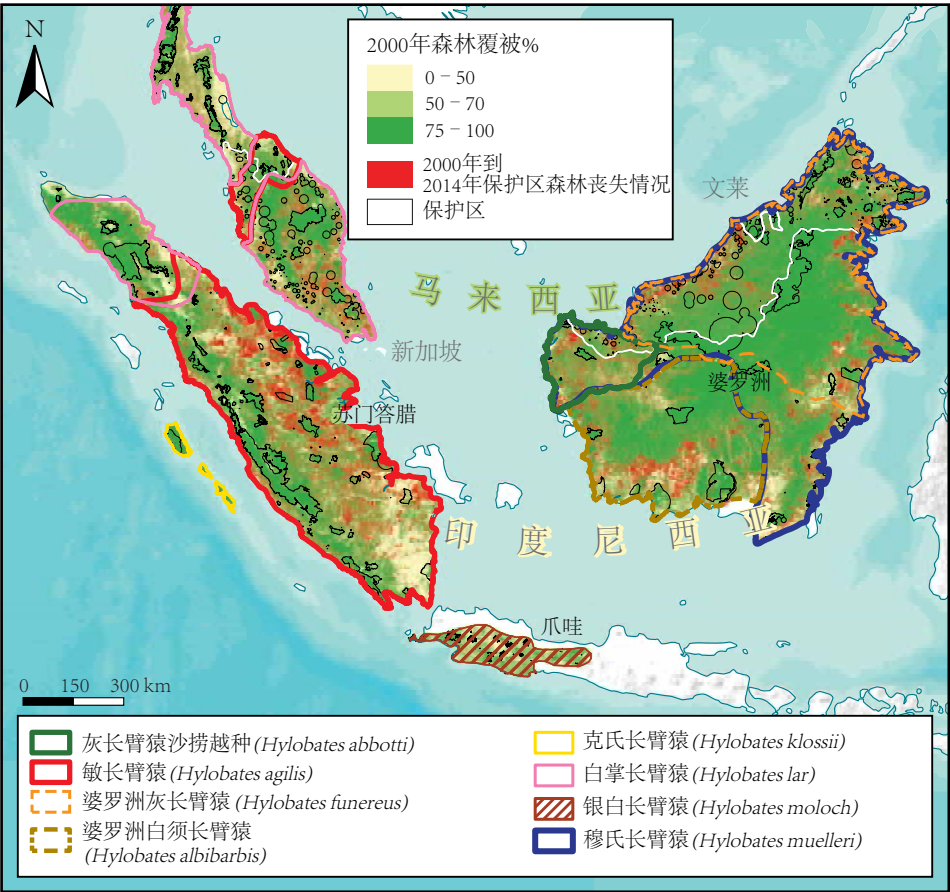 N
2000年森林覆被%
0 – 50
50 – 70
75 – 100
2000年到
2014年保护区森林丧失情况
保护区
文莱
马来西亚
新加坡
婆罗洲
苏门答腊
印度尼西亚
爪哇
0 150 300 km
灰长臂猿沙捞越种 (Hylobates abbotti)
敏长臂猿 (Hylobates agilis)
婆罗洲灰长臂猿 (Hylobates funereus)
婆罗洲白须长臂猿
(Hylobates albibarbis)
克氏长臂猿 (Hylobates klossii)
白掌长臂猿 (Hylobates lar)
银白长臂猿 (Hylobates moloch)
穆氏长臂猿 (Hylobates muelleri)